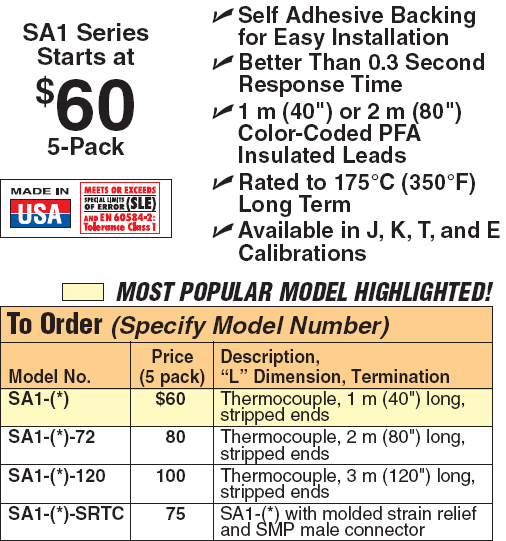 SA1 Series
Starts at
$60
5-Pack
MADE IN
USA
MEETS OR EXCEEDS
SPECIAL LIMITS
OF ERROR (SLE)
AND EN 60584-2:
Tolerance Class 1
Self Adhesive Backing
for Easy Installation
Better Than 0.3 Second
Response Time
1 m (40") or 2 m (80")
Color-Coded PFA
Insulated Leads
Rated to 175°C (350°F)
Long Term
Available in J, K, T, and E
Calibrations
MOST POPULAR MODEL HIGHLIGHTED!
To Order (Specify Model Number)
Model No.
Price
(5 pack)
Description,
“L” Dimension, Termination
SA1-(*) $60 Thermocouple, 1 m (40") long,
stripped ends
SA1-(*)-72 80 Thermocouple, 2 m (80") long,
stripped ends
SA1-(*)-120 100 Thermocouple, 3 m (120") long,
stripped ends
SA1-(*)-SRTC 75 SA1-(*) with molded strain relief
and SMP male connector